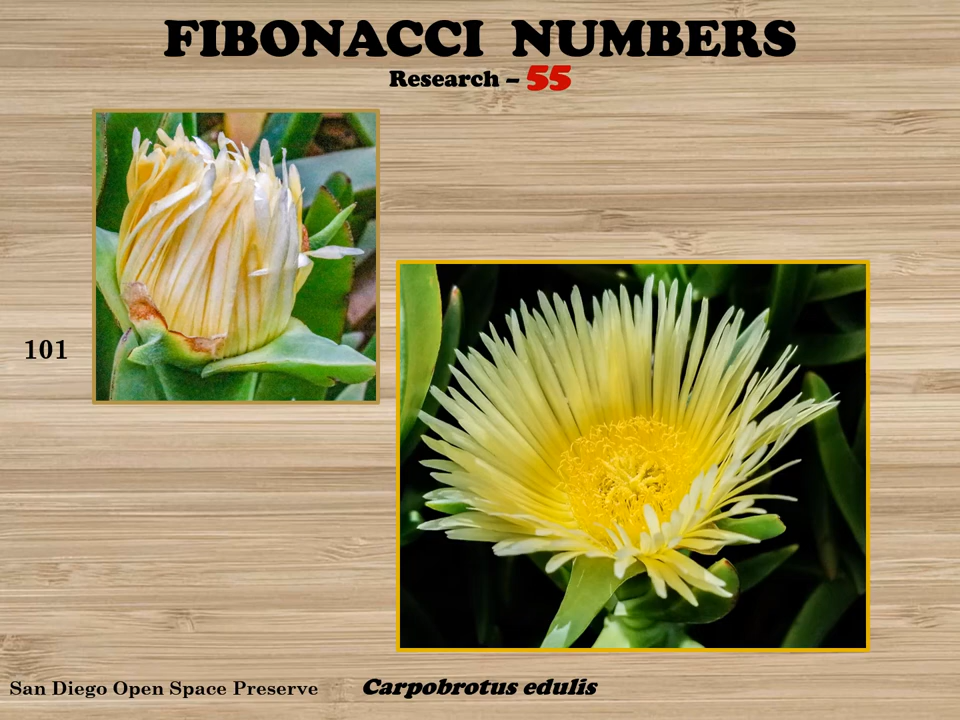 FIBONACCI NUMBERS
Research – 55
101
San Diego Open Space Preserve
Carpobrotus edulis